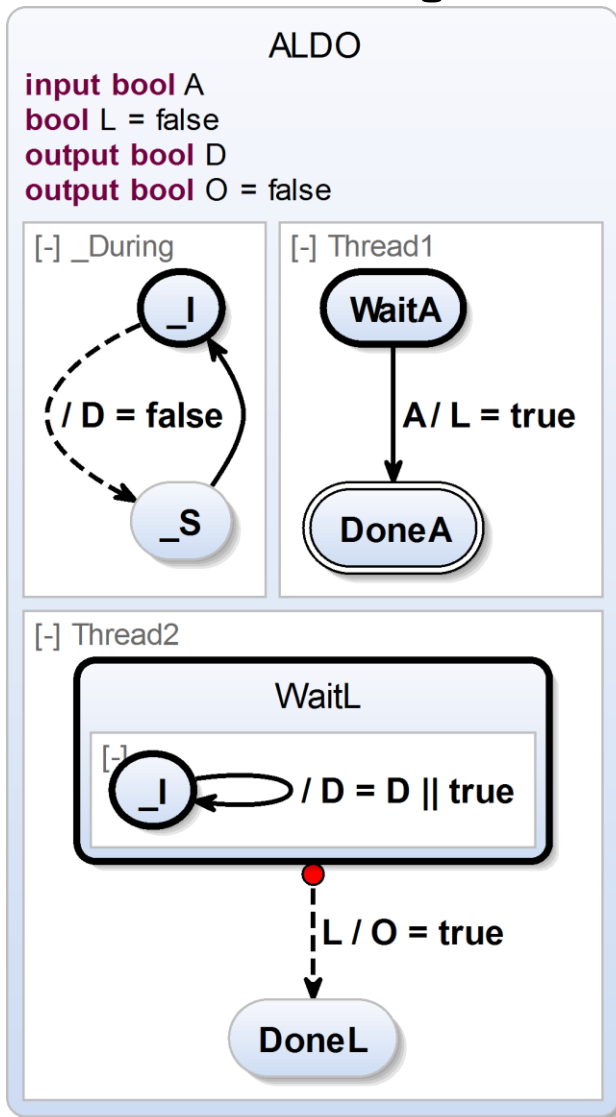 ALDO
input bool A
bool L = false
output bool D
output bool O = false
[-] _During
_I
/ D = false
_S
[-] Thread1
WaitA
A / L = true
DoneA
[-] Thread2
WaitL
[-]
_I
/ D = D || true
L / O = true
DoneL